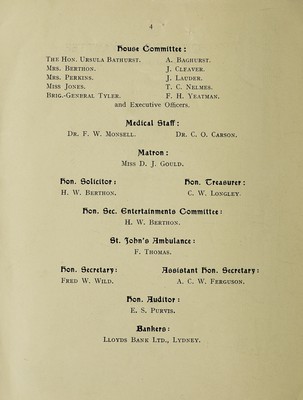 4
House Committee:
The Hon. Ursula Bathurst. A. Baghurst.
Mrs. Berthon. J. Cleaver.
Mrs. Perkins. J. Lauder.
Miss Jones. T. C. Nelmes.
Brig.-General Tyler. F. H. Yeatman.
and Executive Officers.
Medical Staff:
Dr. F. W. Monsell. Dr. C. O. Carson.
Matron:
Miss D. J. Gould.
Hon. Solicitor: Hon. Treasurer:
H. W. Berthon. C. W. Longley.
Hon. Sec. Entertainments Committee:
H. W. Berthon.
St. John's Ambulance:
F. Thomas.
Hon. Secretary: Assistant Hon. Secretary:
Fred W. Wild. A. C. W. Ferguson.
Hon. Auditor:
E. S. Purvis.
Bankers:
Lloyds Bank Ltd., Lydney.